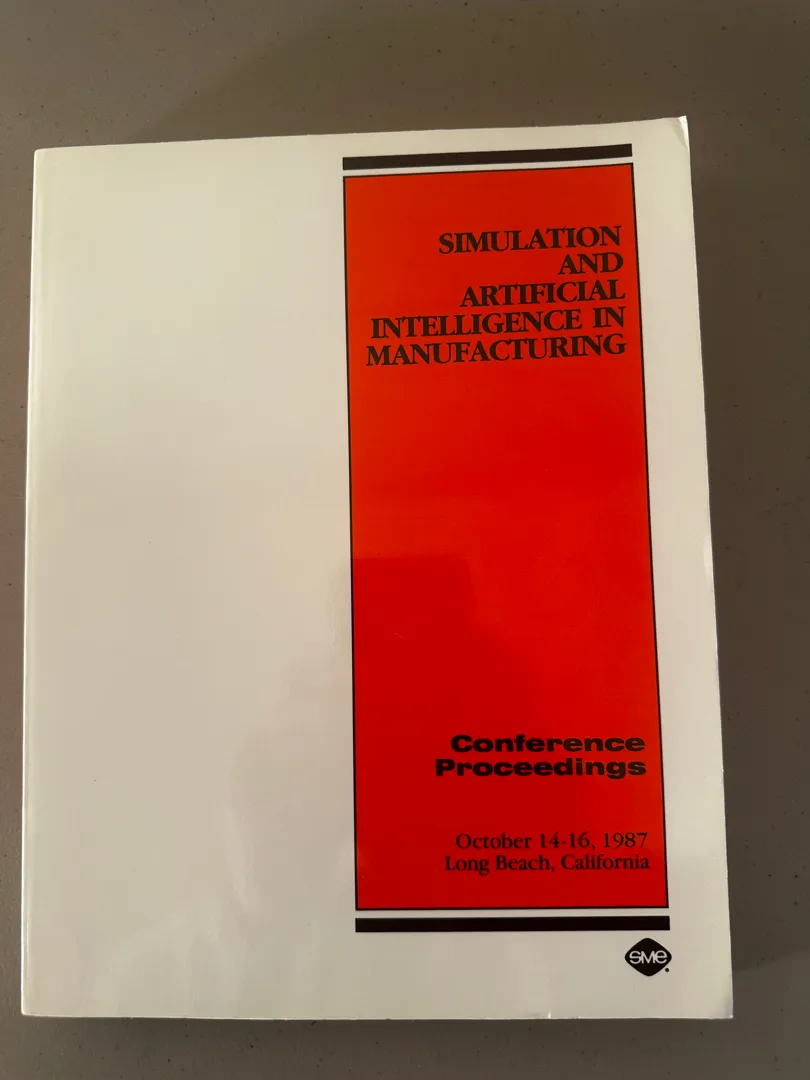 SIMULATION
AND
ARTIFICIAL
INTELLIGENCE IN
MANUFACTURING
Conference
Proceedings
October 14-16, 1987
Long Beach, California
sme